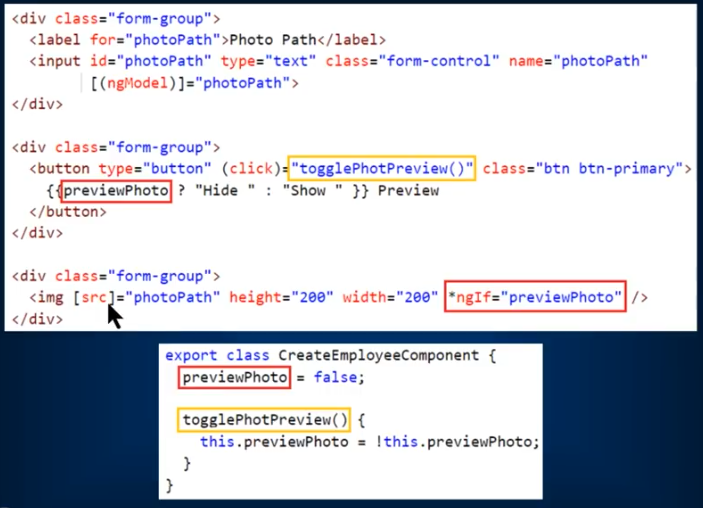 <div class="form-group">
<label for="photoPath">Photo Path</label>
<input id="photoPath" type="text" class="form-control" name="photoPath"
[(ngModel)]="photoPath">
</div>
<div class="form-group">
<button type="button" (click)="togglePhotPreview()" class="btn btn-primary">
{{previewPhoto ? "Hide " : "Show " }} Preview
</button>
</div>
<div class="form-group">
<img [src]="photoPath" height="200" width="200" *ngIf="previewPhoto" />
</div>
export class CreateEmployeeComponent {
previewPhoto = false;
togglePhotPreview() {
this.previewPhoto = !this.previewPhoto;
}
}